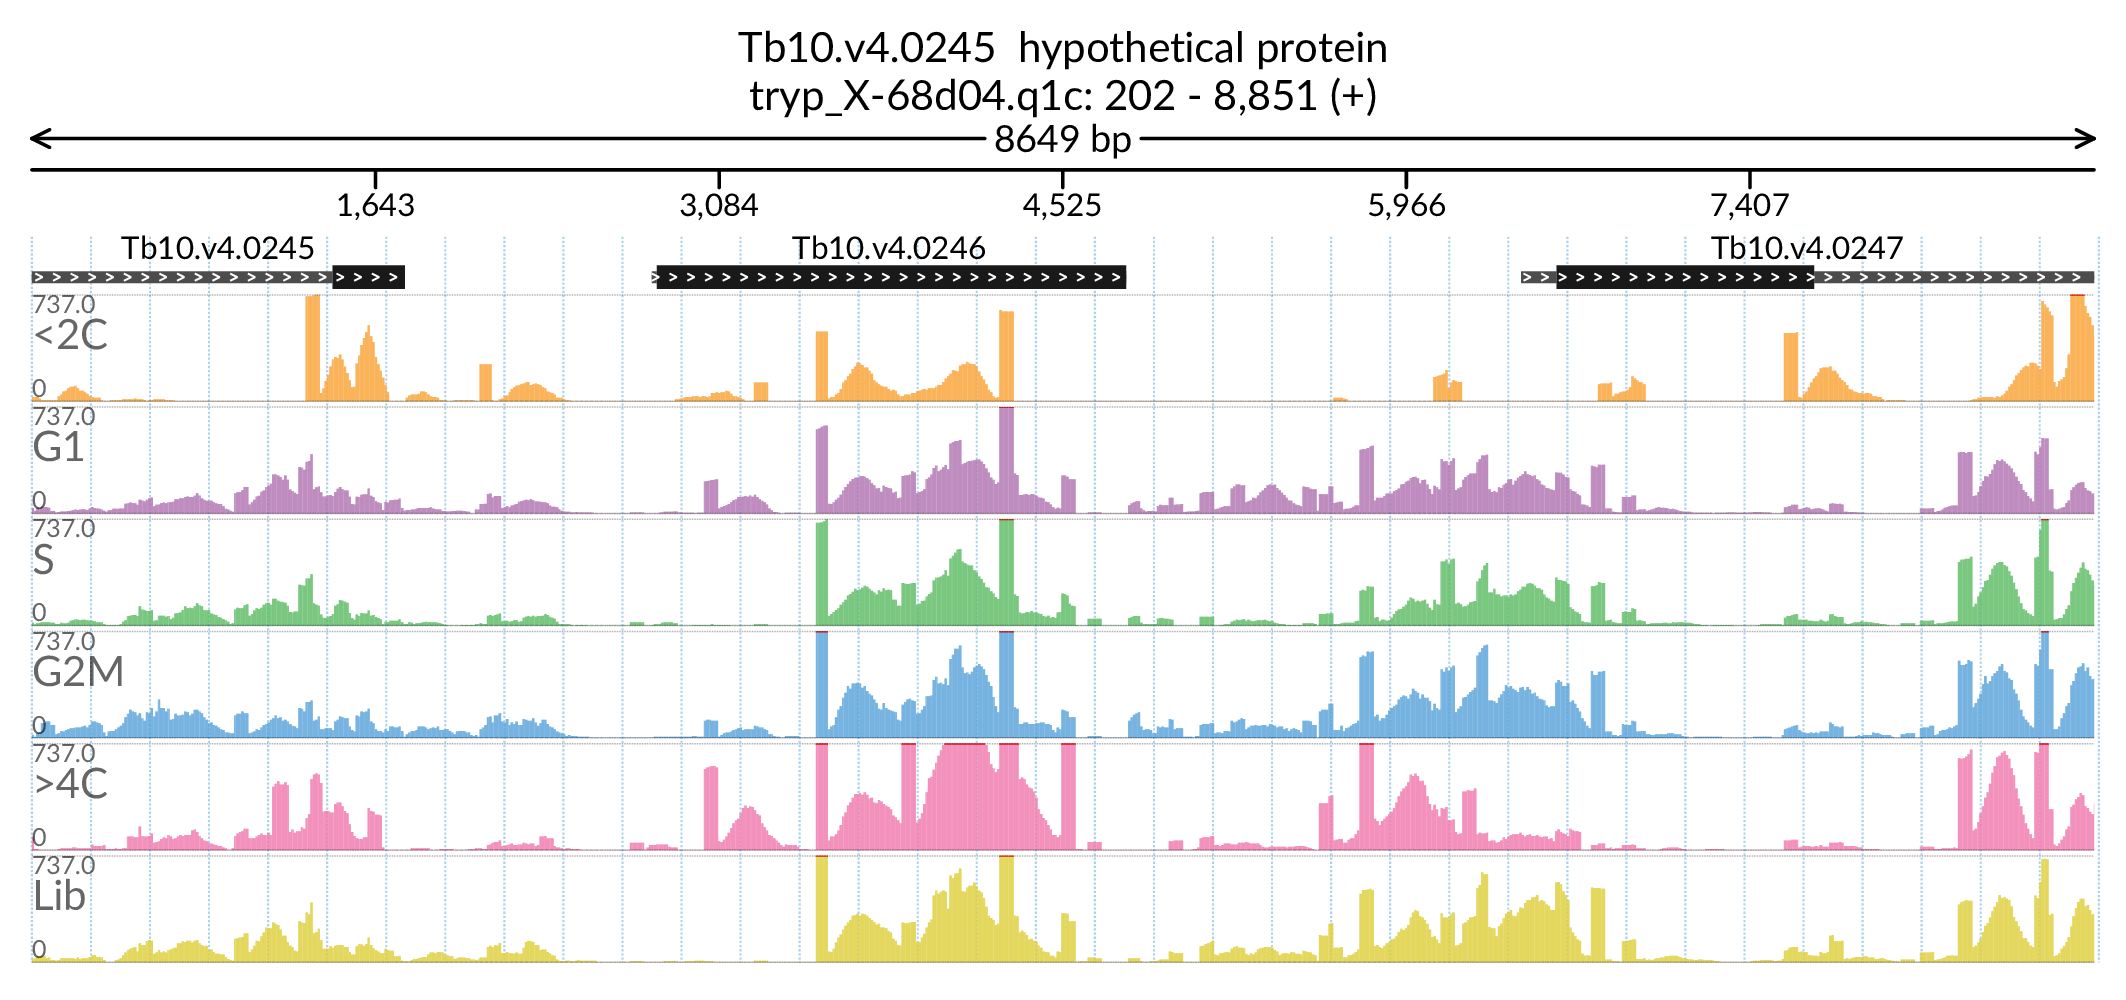 Tb10.v4.0245  hypothetical protein
tryp_X-68d04.q1c: 202 - 8,851 (+)
8649 bp
1,643 3,084 4,525 5,966 7,407
Tb10.v4.0245 Tb10.v4.0246 Tb10.v4.0247
737.0
<2C
0
737.0
G1
0
737.0
S
0
737.0
G2M
0
737.0
>4C
0
737.0
Lib
0